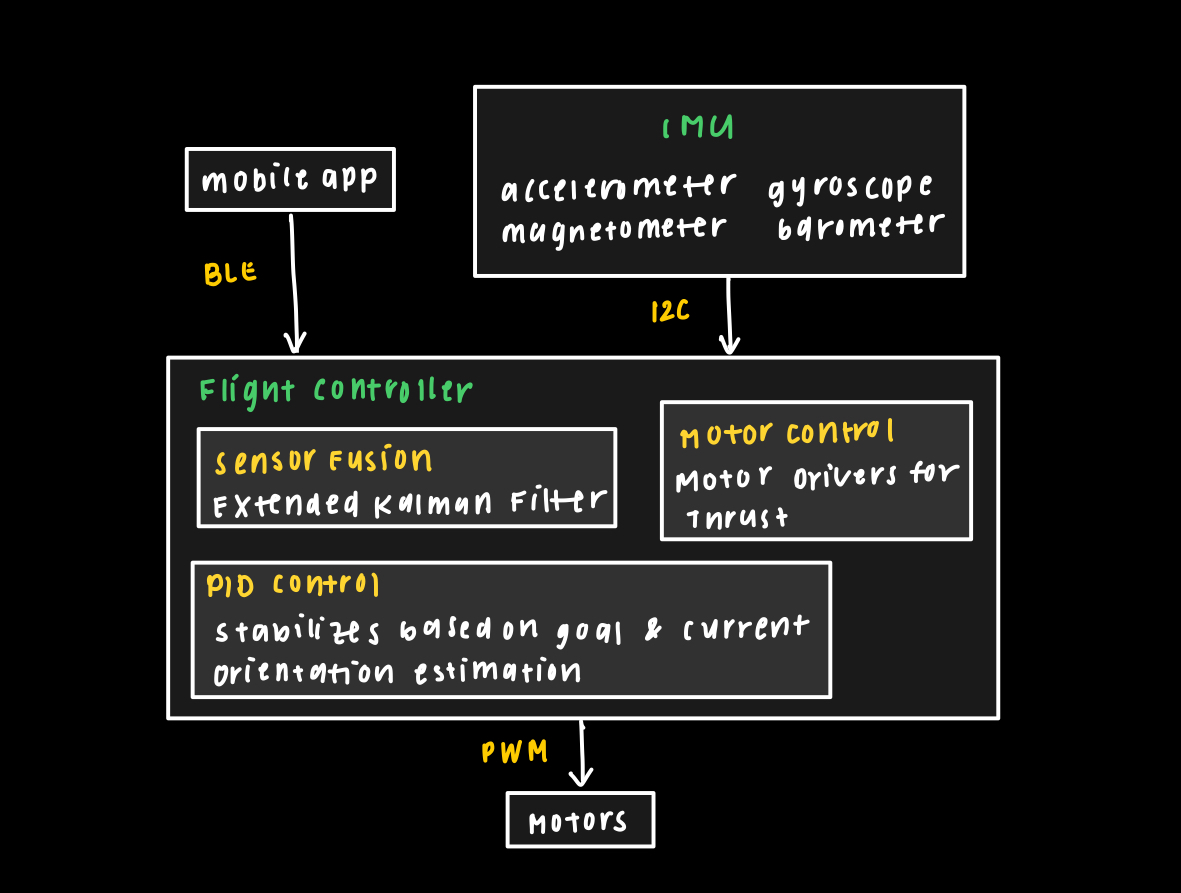 IMU
mobile app
accelerometer gyroscope
magnetometer barometer
BLE
I2C
Flight Controller
Sensor Fusion
Extended Kalman Filter
Motor Control
Motor Drivers for
Thrust
PID Control
Stabilizes based on goal & current
orientation estimation
PWM
Motors